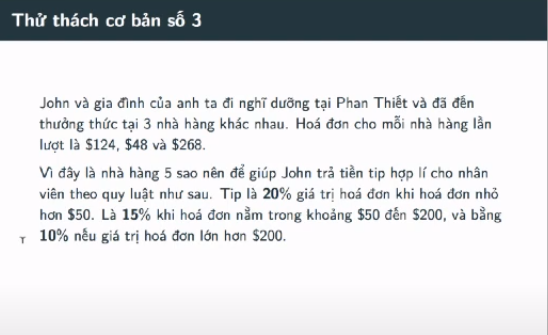 Thử thách cơ bản số 3
John và gia đình của anh ta đi nghĩ dưỡng tại Phan Thiết và đã đến
thưởng thức tại 3 nhà hàng khác nhau. Hoá đơn cho mỗi nhà hàng lần
lượt là $124, $48 và $268.
Vì đây là nhà hàng 5 sao nên để giúp John trả tiền tip hợp lí cho nhân
viên theo quy luật như sau. Tip là 20% giá trị hoá đơn khi hoá đơn nhỏ
hơn $50. Là 15% khi hoá đơn nằm trong khoảng $50 đến $200, và bằng
T 10% nếu giá trị hoá đơn lớn hơn $200.